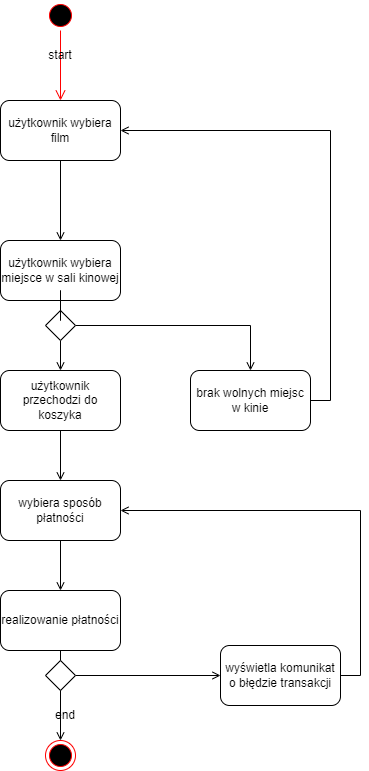 start
użytkownik wybiera
film
użytkownik wybiera
miejsce w sali kinowej
użytkownik
przechodzi do
koszyka
brak wolnych miejsc
w kinie
wybiera sposób
płatności
realizowanie płatności
wyświetla komunikat
o błędzie transakcji
end